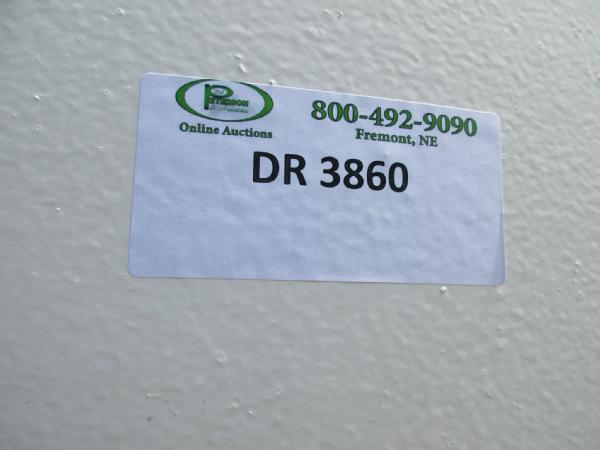 PETERSON
Online Auctions
800-492-9090
Fremont, NE
DR 3860